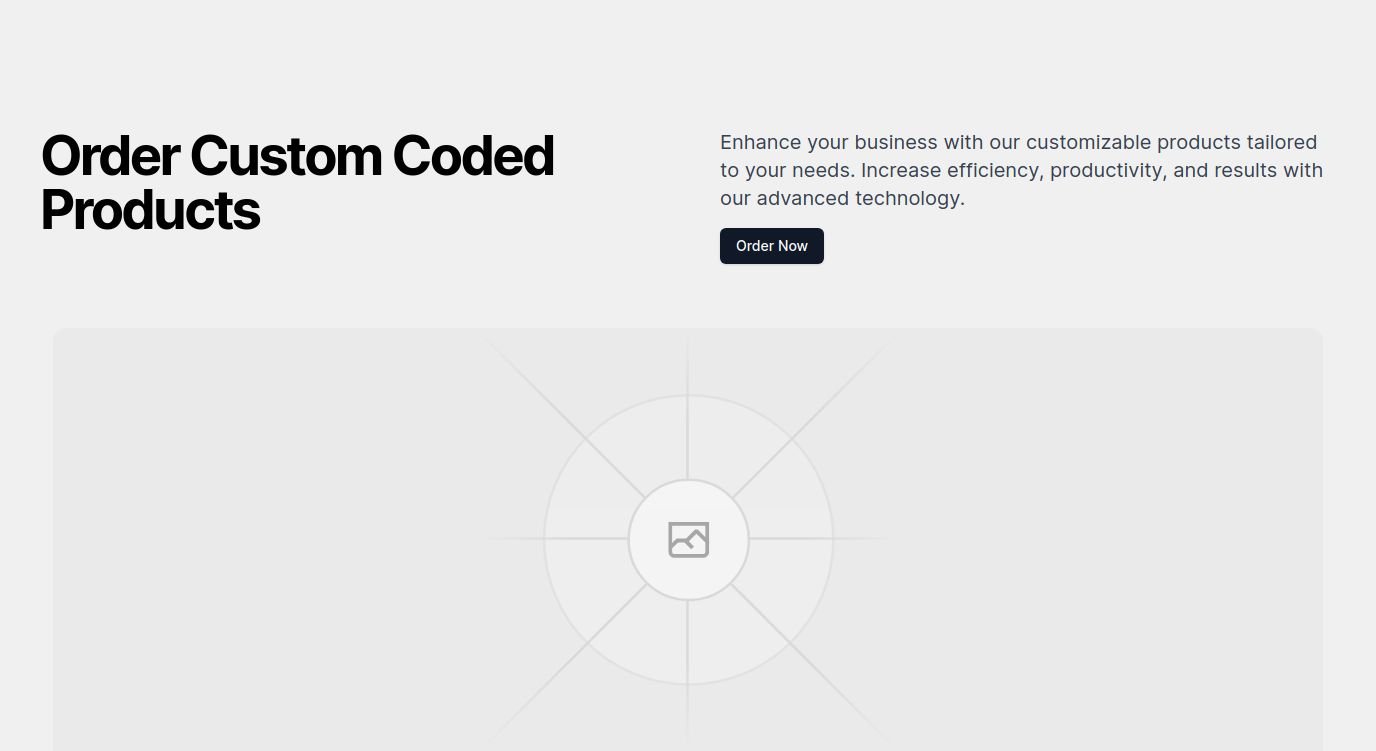 Order Custom Coded
Products
Enhance your business with our customizable products tailored
to your needs. Increase efficiency, productivity, and results with
our advanced technology.
Order Now